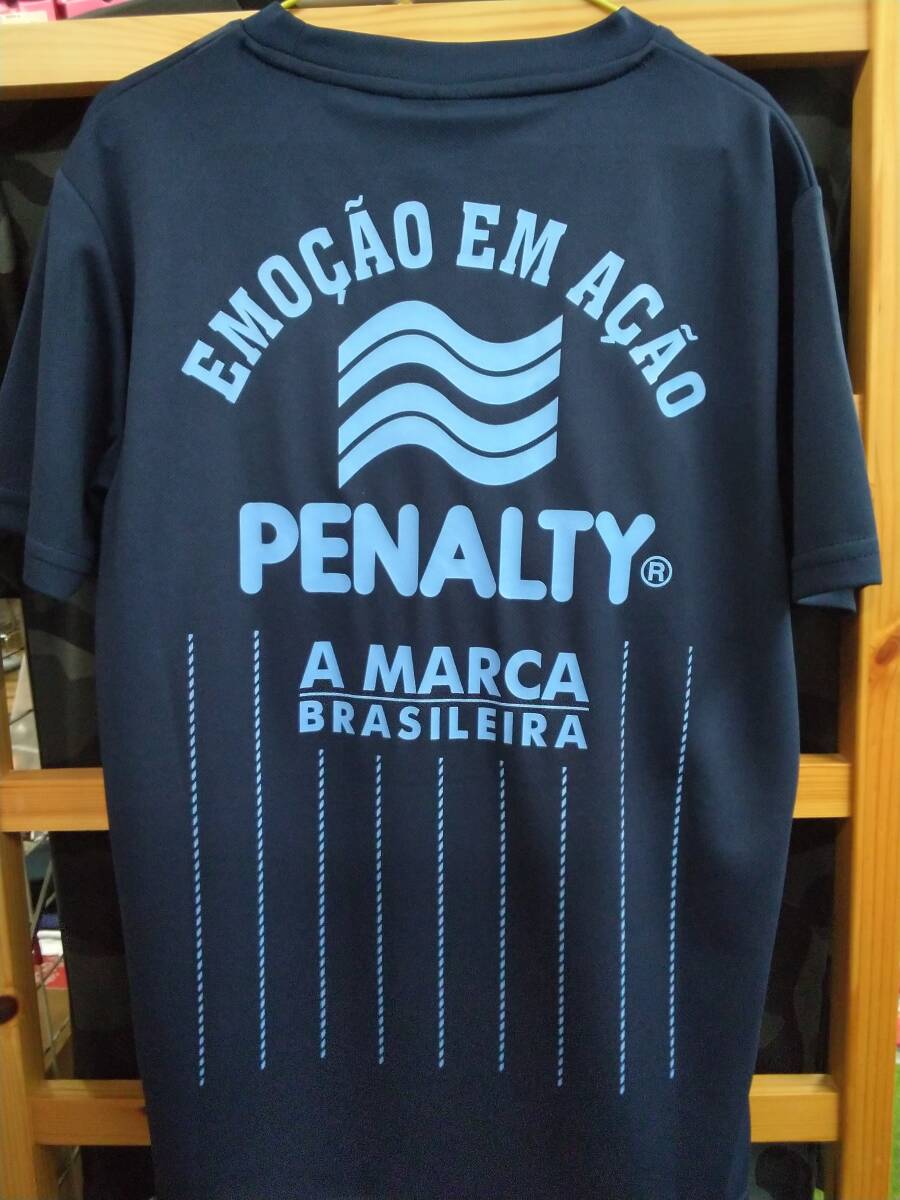 EMOÇÃO EM AÇÃO
PENALTY®
A MARCA
BRASILEIRA